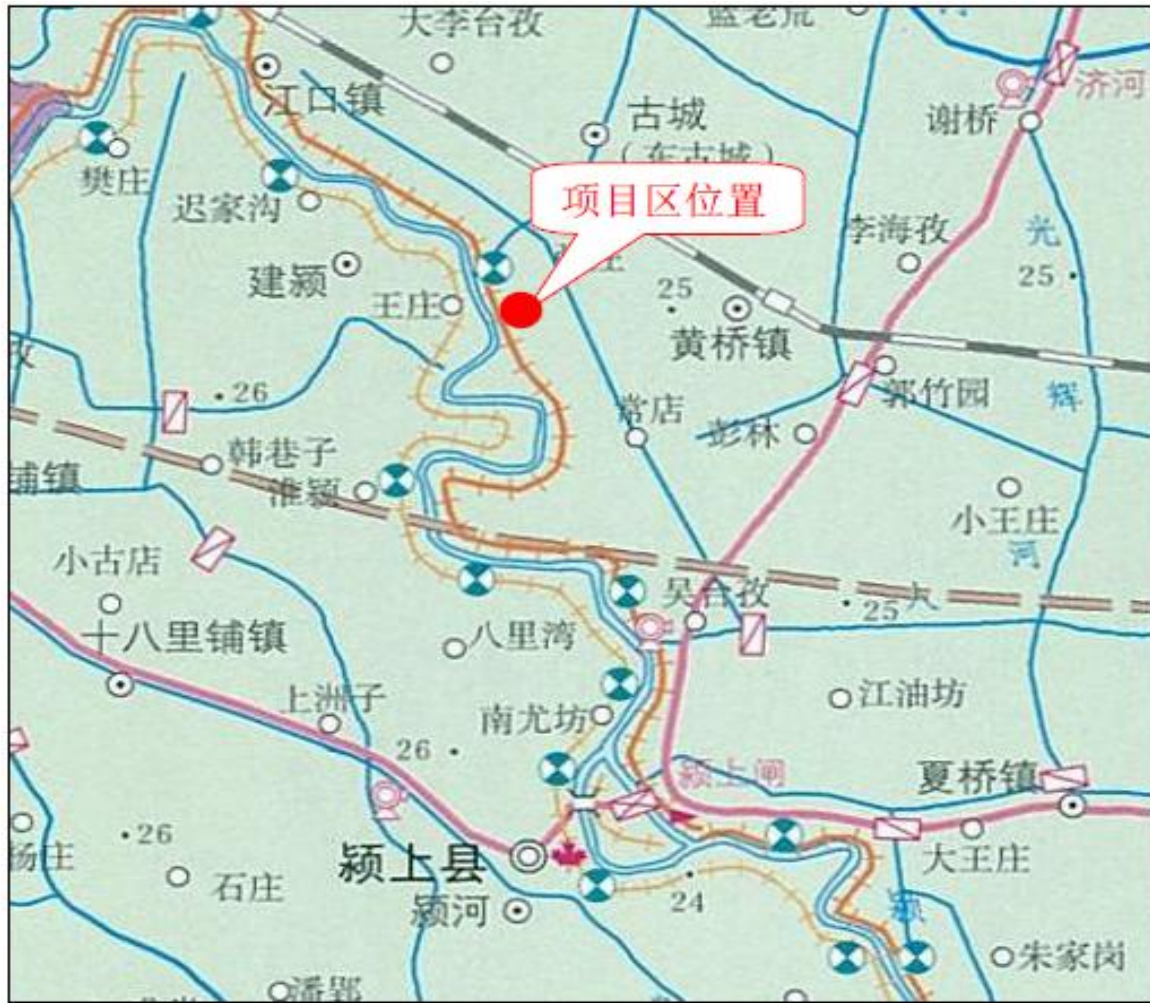 大李台孜
江口镇
古城
(东古城)
谢桥
济河
樊庄
迟家沟
项目区位置
李海孜
光
建颍
王庄
25
25
黄桥镇
辉
26
常店
彭林
郭竹园
韩巷子
淮颍
铺镇
小王庄
河
小古店
吴台孜
25
八
十八里铺镇
八里湾
江油坊
上洲子
南尤坊
26
颍上闸
夏桥镇
26
杨庄
石庄
颍上县
颍河
24
大王庄
颍
朱家岗
潘郢